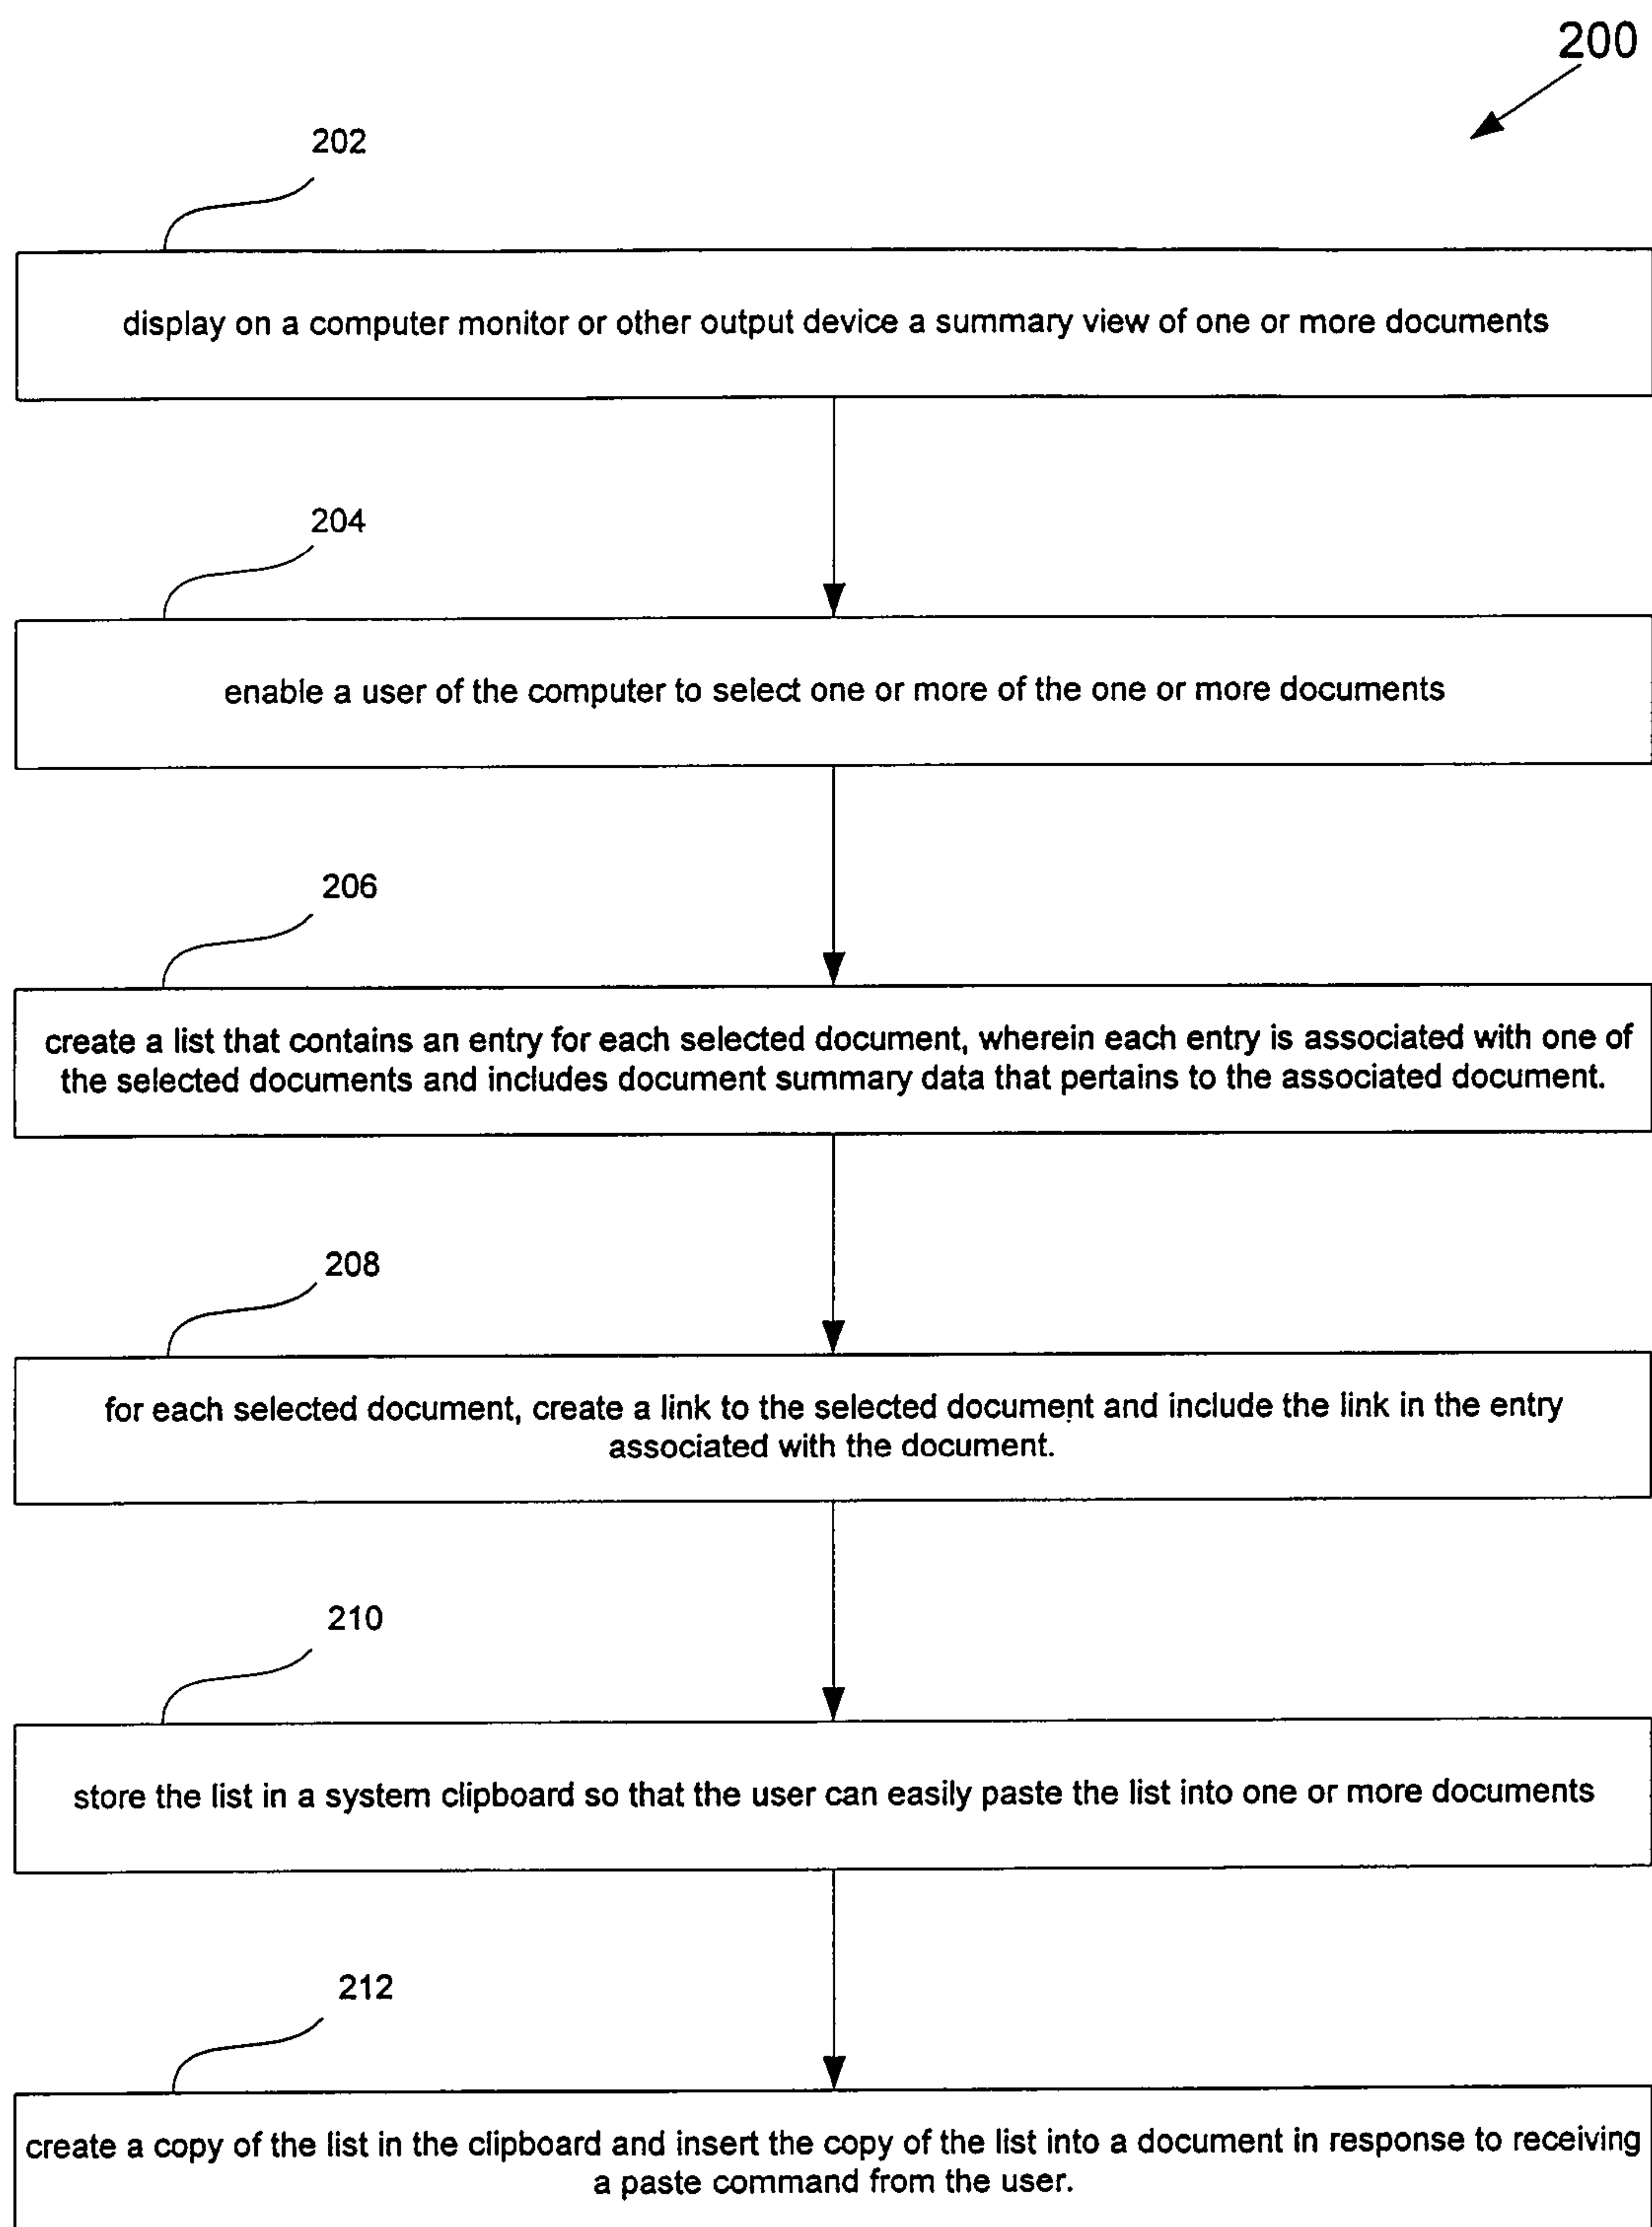 200
202
display on a computer monitor or other output device a summary view of one or more documents
204
enable a user of the computer to select one or more of the one or more documents
206
create a list that contains an entry for each selected document, wherein each entry is associated with one of
the selected documents and includes document summary data that pertains to the associated document.
208
for each selected document, create a link to the selected document and include the link in the entry
associated with the document.
210
store the list in a system clipboard so that the user can easily paste the list into one or more documents
212
create a copy of the list in the clipboard and insert the copy of the list into a document in response to receiving
a paste command from the user.